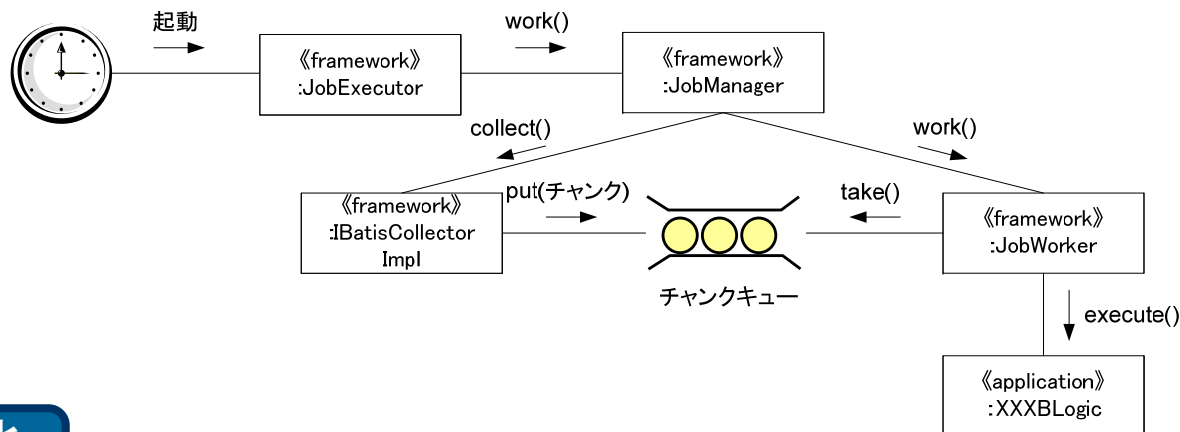 起動
《framework》
:JobExecutor
work()
《framework》
:JobManager
collect()
work()
《framework》
:IBatisCollector
Impl
put(チャンク)
take()
チャンクキュー
《framework》
:JobWorker
execute()
《application》
:XXXBLogic